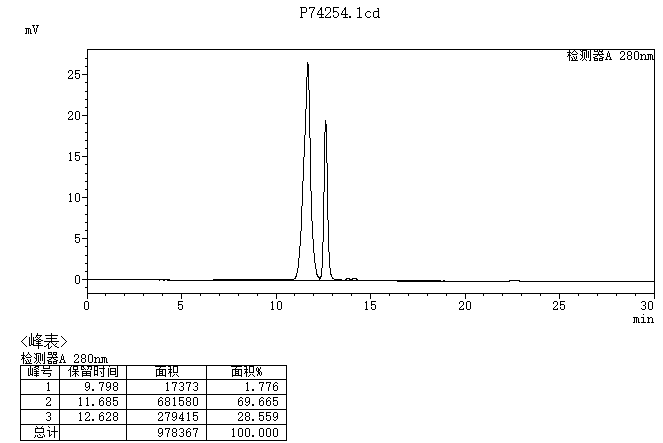 P74254.lcd
mV
检测器A 280nm
25
20
15
10
5
0
0 5 10 15 20 25 30
min
<峰表>
检测器A 280nm
峰号 保留时间 面积 面积%
1 9.798 17373 1.776
2 11.685 681580 69.665
3 12.628 279415 28.559
总计 978367 100.000